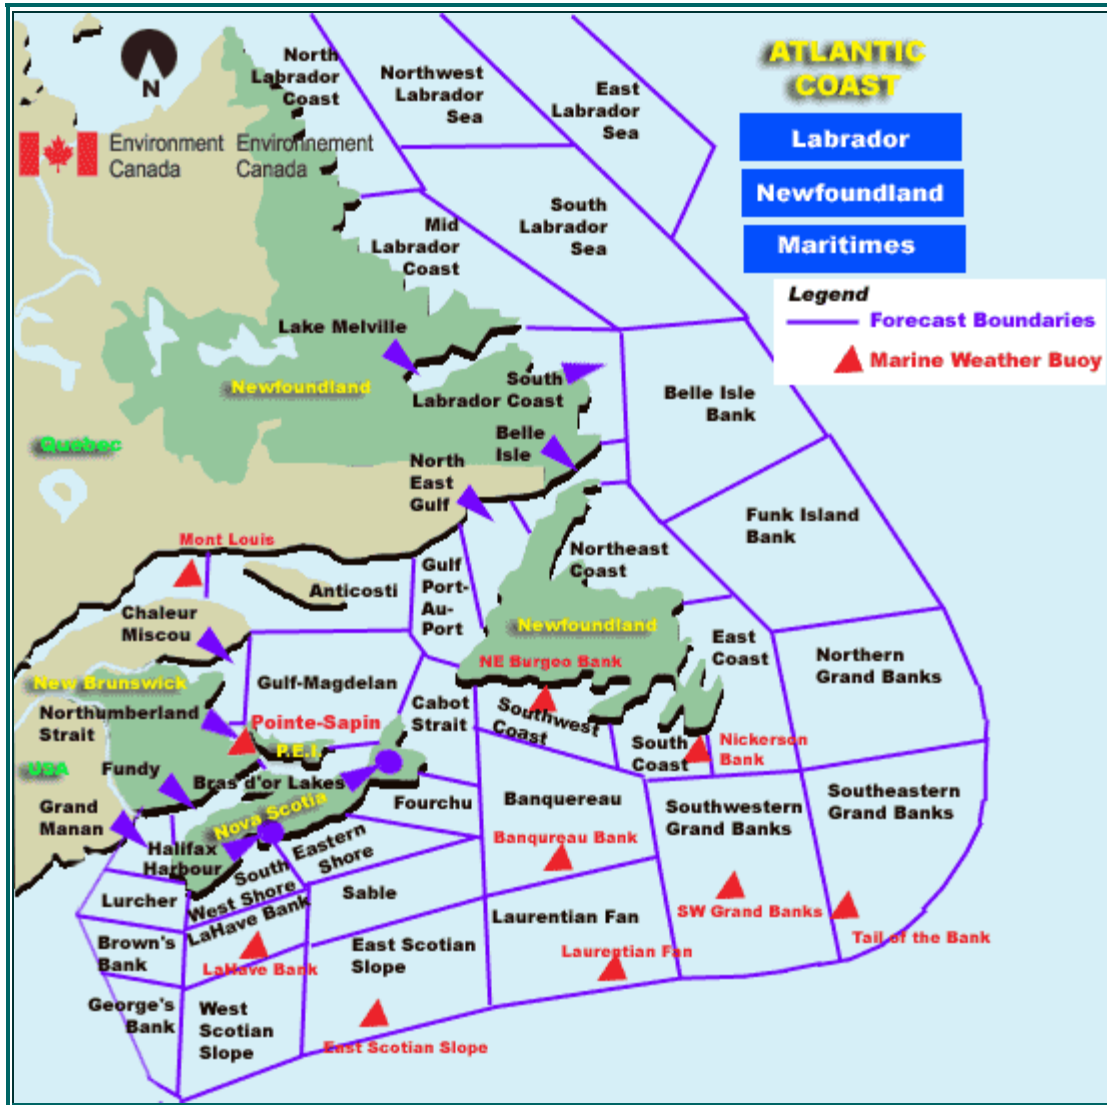 ATLANTIC
COAST
N
Environment Environnement
Canada Canada
Labrador
Newfoundland
Maritimes
Legend
Forecast Boundaries
Marine Weather Buoy
North
Labrador
Coast
Northwest
Labrador
Sea
East
Labrador
Sea
Mid
Labrador
Coast
South
Labrador
Sea
Lake Melville
Newfoundland
South
Labrador Coast
Belle Isle
Bank
Quebec
Belle
Isle
North
East
Gulf
Funk Island
Bank
Mont Louis
Northeast
Coast
Anticosti
Gulf
Port-
Au-
Port
Chaleur
Miscou
Newfoundland
East
Coast
Northern
Grand Banks
NE Burgoo Bank
New Brunswick
Gulf-Magdelan
Northumberland
Strait
Pointe-Sapin
Cabot
Strait
Southwest
Coast
South
Coast
Nickerson
Bank
P.E.I.
USA
Fundy
Bras d'or Lakes
Fourchu
Banquereau
Southwestern
Grand Banks
Southeastern
Grand Banks
Grand
Manan
Nova Scotia
Banqureau Bank
Halifax
Harbour
Eastern
Shore
South
West Shore
Lurcher
Sable
LaHave Bank
Laurentian Fan
SW Grand Banks
Tail of the Bank
Brown's
Bank
LaHave Bank
East Scotian
Slope
Laurentian Fan
George's
Bank
West
Scotian
Slope
East Scotian Slope